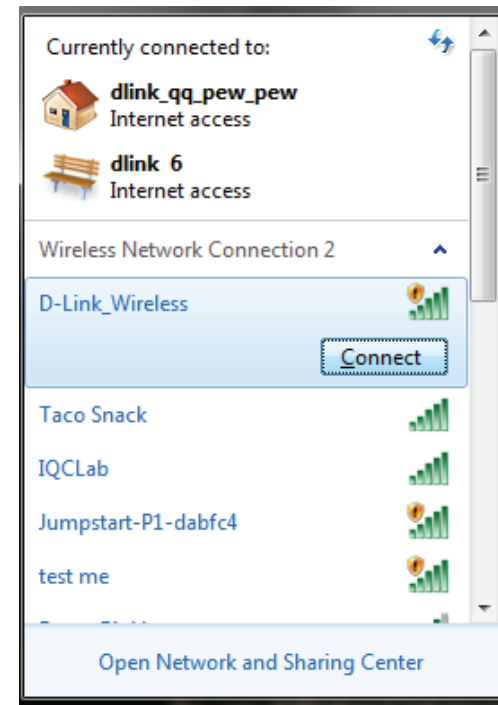 Currently connected to:
dlink_qq_pew_pew
Internet access
dlink 6
Internet access
Wireless Network Connection 2
D-Link_Wireless
Connect
Taco Snack
IQCLab
Jumpstart-P1-dabfc4
test me
Open Network and Sharing Center